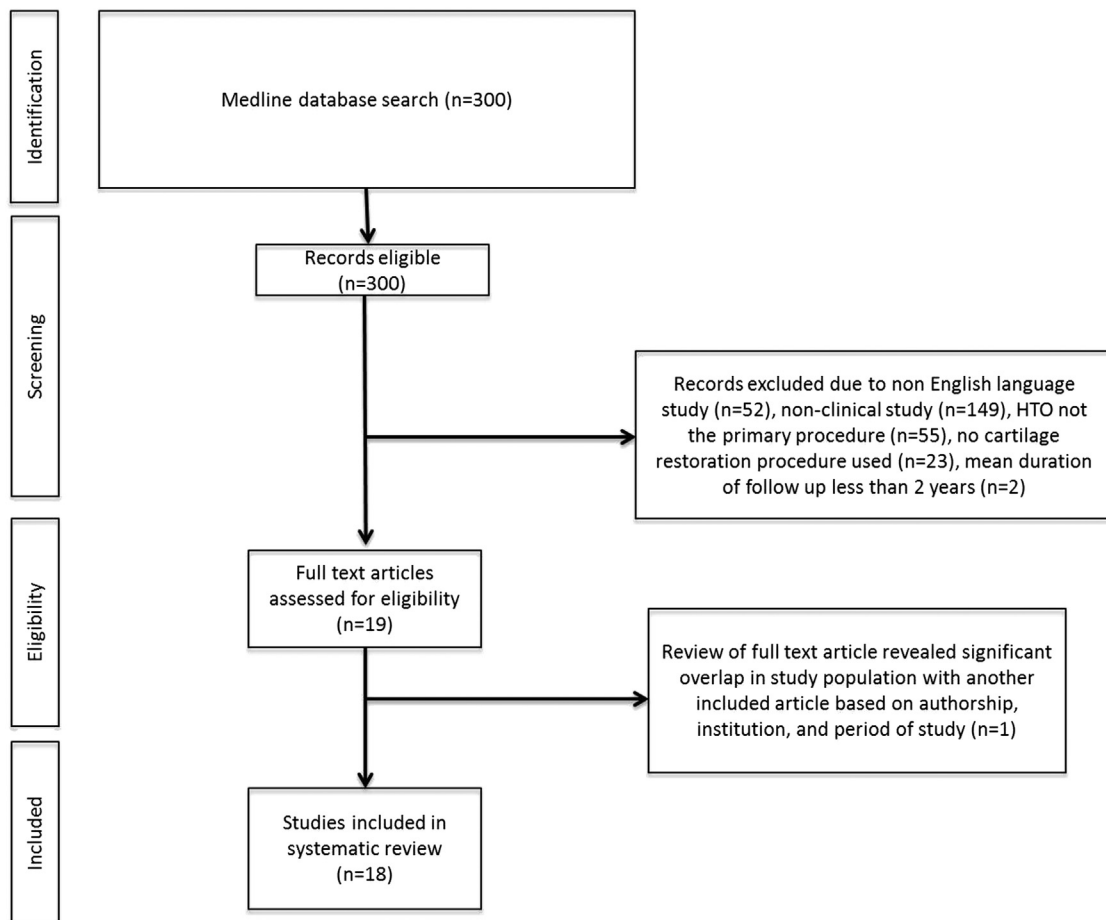 Identification
Medline database search (n=300)
Screening
Records eligible
(n=300)
Records excluded due to non English language
study (n=52), non-clinical study (n=149), HTO not
the primary procedure (n=55), no cartilage
restoration procedure used (n=23), mean duration
of follow up less than 2 years (n=2)
Eligibility
Full text articles
assessed for eligibility
(n=19)
Review of full text article revealed significant
overlap in study population with another
included article based on authorship,
institution, and period of study (n=1)
Included
Studies included in
systematic review
(n=18)